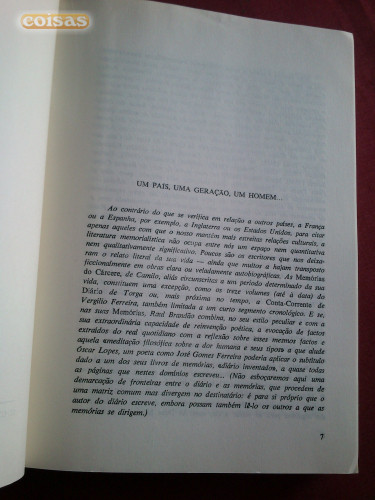 coisas
UM PAÍS, UMA GERAÇÃO, UM HOMEM...
Ao contrário do que se verifica em relação a outros países, a França
ou a Espanha, por exemplo, a Inglaterra ou os Estados Unidos, para citar
apenas aqueles com que o nosso mantém mais estreitas relações culturais, a
literatura memorialística não ocupa entre nós um espaço nem quantitativa
nem qualitativamente significativo. Poucos são os escritores que nos deixa-
ram o relato literal da sua vida — ainda que muitos a hajam transposto
ficcionalmente em obras clara ou veladamente autobiográficas. As Memórias
do Cárcere, de Camilo, aliás circunscritas a um período determinado da sua
vida, constituem uma excepção, como os treze volumes (até à data) do
Diário de Torga ou, mais próxima no tempo, a Conta-Corrente de
Vergílio Ferreira, também limitada a um curto segmento cronológico. E se,
nas suas Memórias, Raul Brandão combina, no seu estilo peculiar e com a
sua extraordinária capacidade de reinvenção poética, a evocação de factos
extraídos do real quotidiano com a reflexão sobre esses mesmos factos e
aquela «meditação filosófica sobre a dor humana e seus tipos» a que alude
Óscar Lopes, um poeta como José Gomes Ferreira poderia aplicar o subtítulo
dado a um dos seus livros de memórias, «diário inventado», a quase todas
as páginas que nestes domínios escreveu... (Não esboçaremos aqui uma
demarcação de fronteiras entre o diário e as memórias, que procedem de
uma matriz comum mas divergem no destinatário: é para si próprio que o
autor do diário escreve, embora possam também lê-lo os outros a que as
memórias se dirigem.)
7